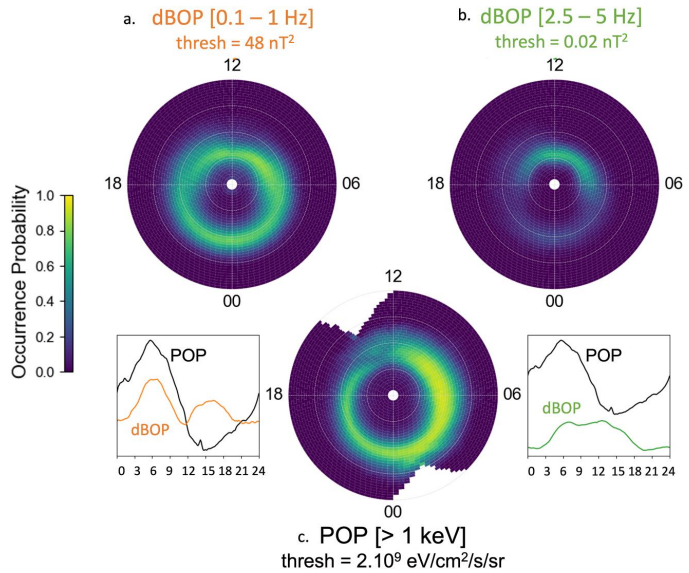 a. dBOP [0.1 – 1 Hz]
thresh = 48 nT²
b. dBOP [2.5 – 5 Hz]
thresh = 0.02 nT²
12
18
06
00
12
18
06
00
Occurrence Probability
1.0
0.8
0.6
0.4
0.2
0.0
12
18
06
00
POP
dBOP
0 3 6 9 12 15 18 21 24
POP
dBOP
0 3 6 9 12 15 18 21 24
c. POP [> 1 keV]
thresh = 2.10⁹ eV/cm²/s/sr